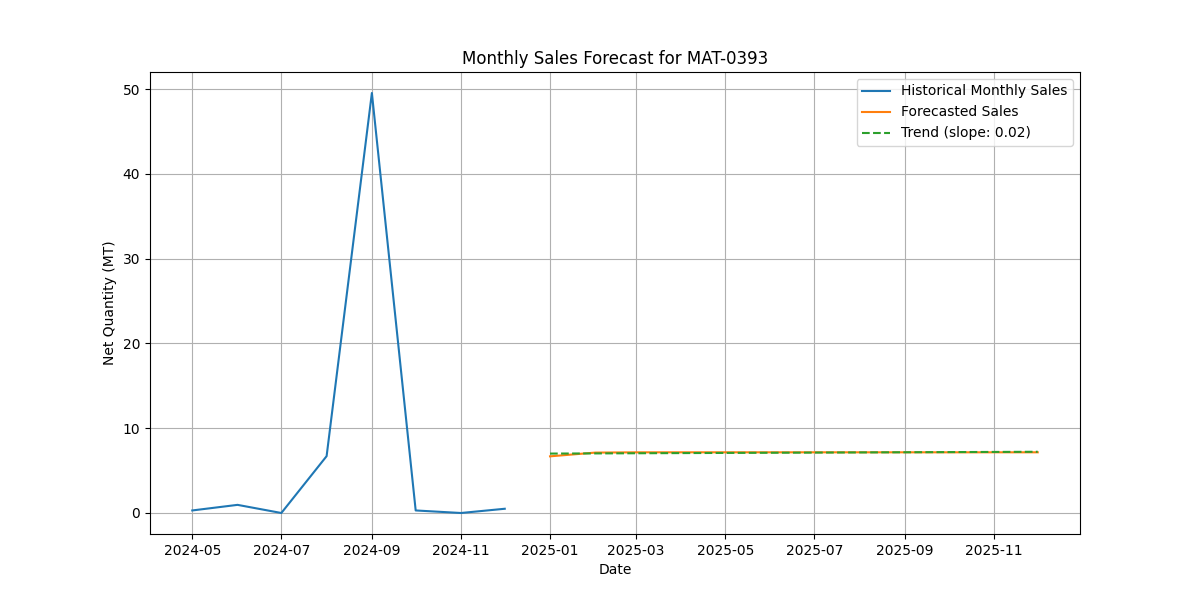 Monthly Sales Forecast for MAT-0393
Historical Monthly Sales
Forecasted Sales
Trend (slope: 0.02)
Net Quantity (MT)
50
40
30
20
10
0
2024-05 2024-07 2024-09 2024-11 2025-01 2025-03 2025-05 2025-07 2025-09 2025-11
Date